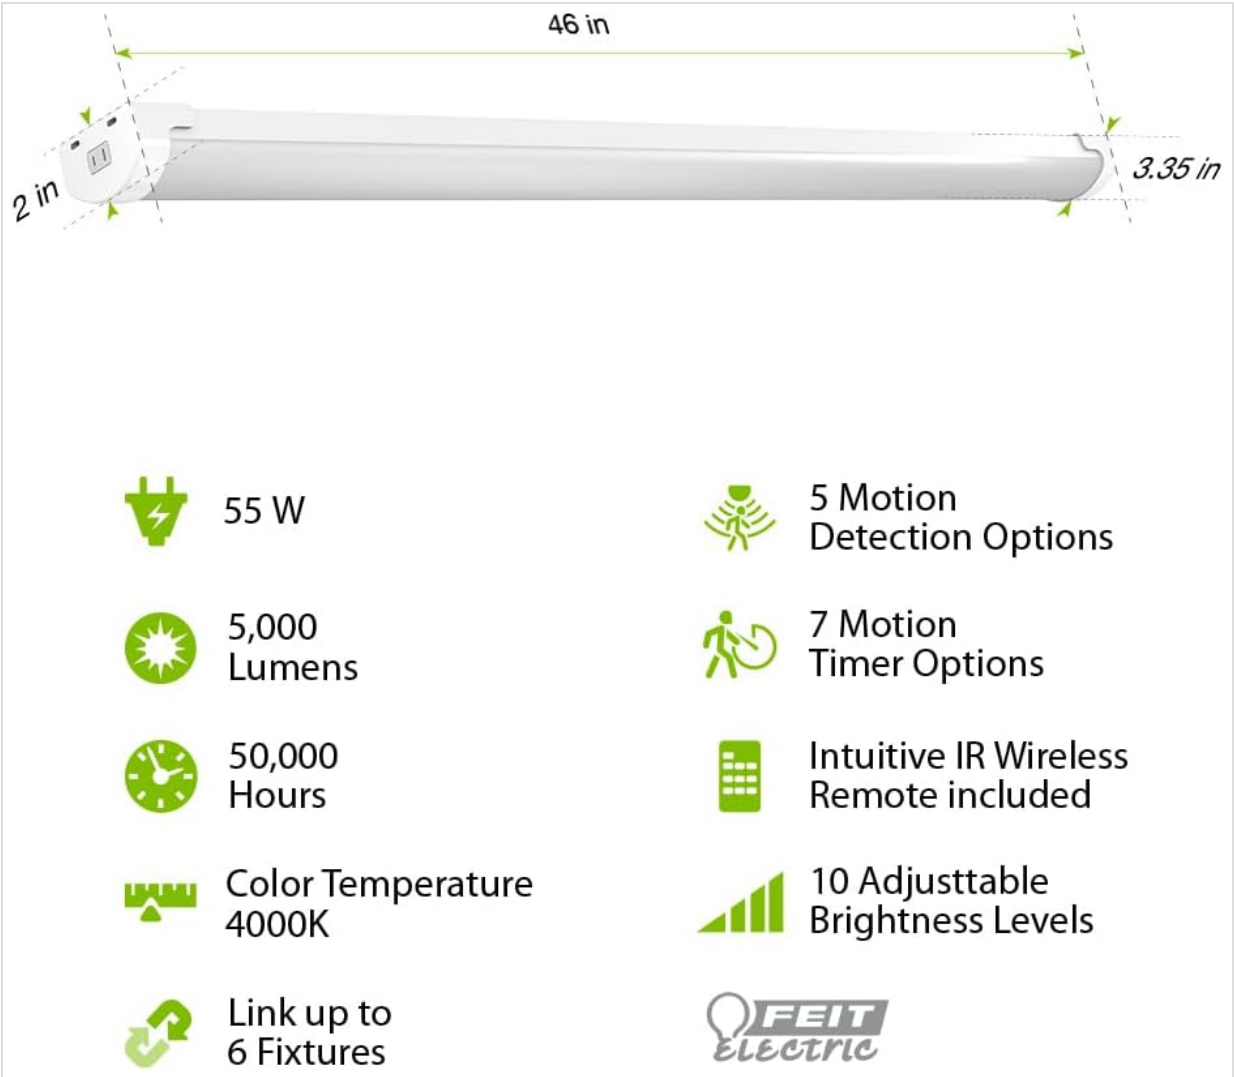 46 in
2 in
3.35 in
55 W
5,000
Lumens
50,000
Hours
Color Temperature
4000K
Link up to
6 Fixtures
5 Motion
Detection Options
7 Motion
Timer Options
Intuitive IR Wireless
Remote included
10 Adjusttable
Brightness Levels
FEIT
ELECTRIC